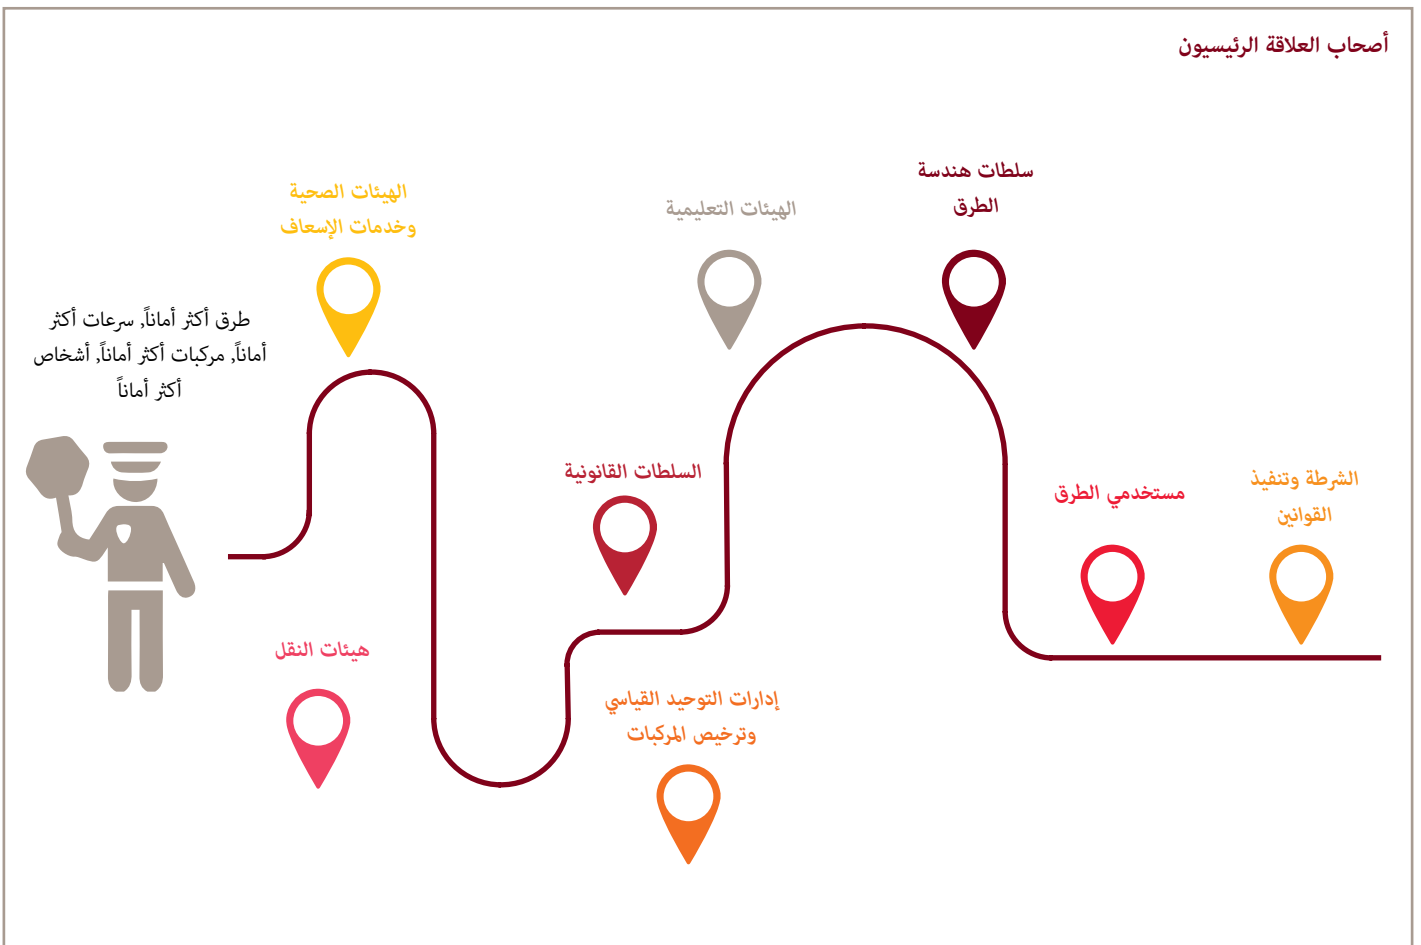 أصحاب العلاقة الرئيسيون
سلطات هندسة
الطرق
الهيئات التعليمية
الهيئات الصحية
وخدمات الإسعاف
طرق أكثر أماناً, سرعات أكثر
أماناً, مركبات أكثر أماناً, أشخاص
أكثر أماناً
الشرطة وتنفيذ
القوانين
مستخدمي الطرق
السلطات القانونية
هيئات النقل
إدارات التوحيد القياسي
وترخيص المركبات